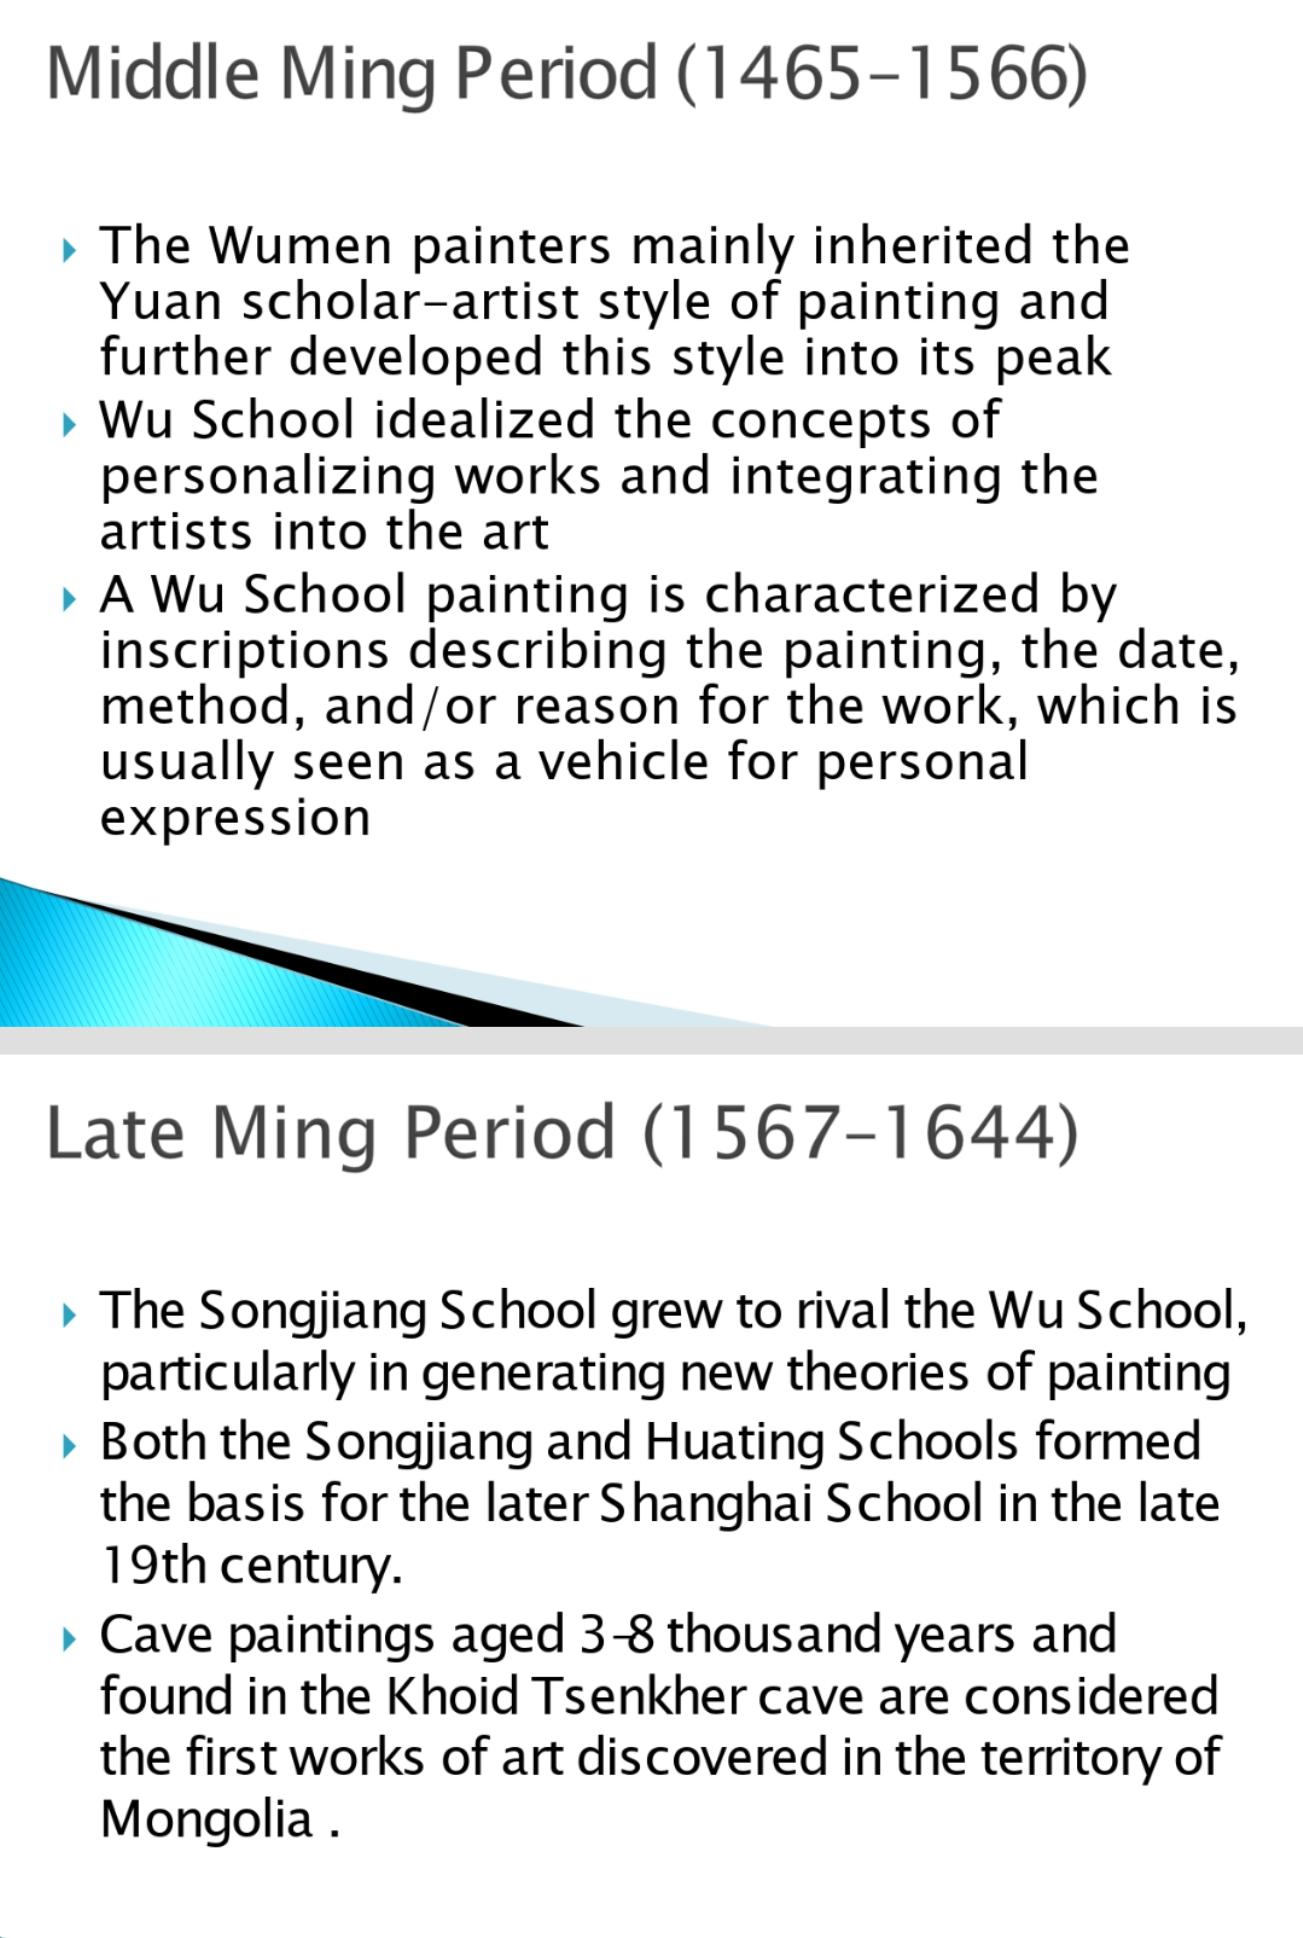 Middle Ming Period (1465-1566)
The Wumen painters mainly inherited the
Yuan scholar-artist style of painting and
further developed this style into its peak
Wu School idealized the concepts of
personalizing works and integrating the
artists into the art
A Wu School painting is characterized by
inscriptions describing the painting, the date,
method, and/or reason for the work, which is
usually seen as a vehicle for personal
expression
Late Ming Period (1567-1644)
The Songjiang School grew to rival the Wu School,
particularly in generating new theories of painting
Both the Songjiang and Huating Schools formed
the basis for the later Shanghai School in the late
19th century.
Cave paintings aged 3-8 thousand years and
found in the Khoid Tsenkher cave are considered
the first works of art discovered in the territory of
Mongolia .